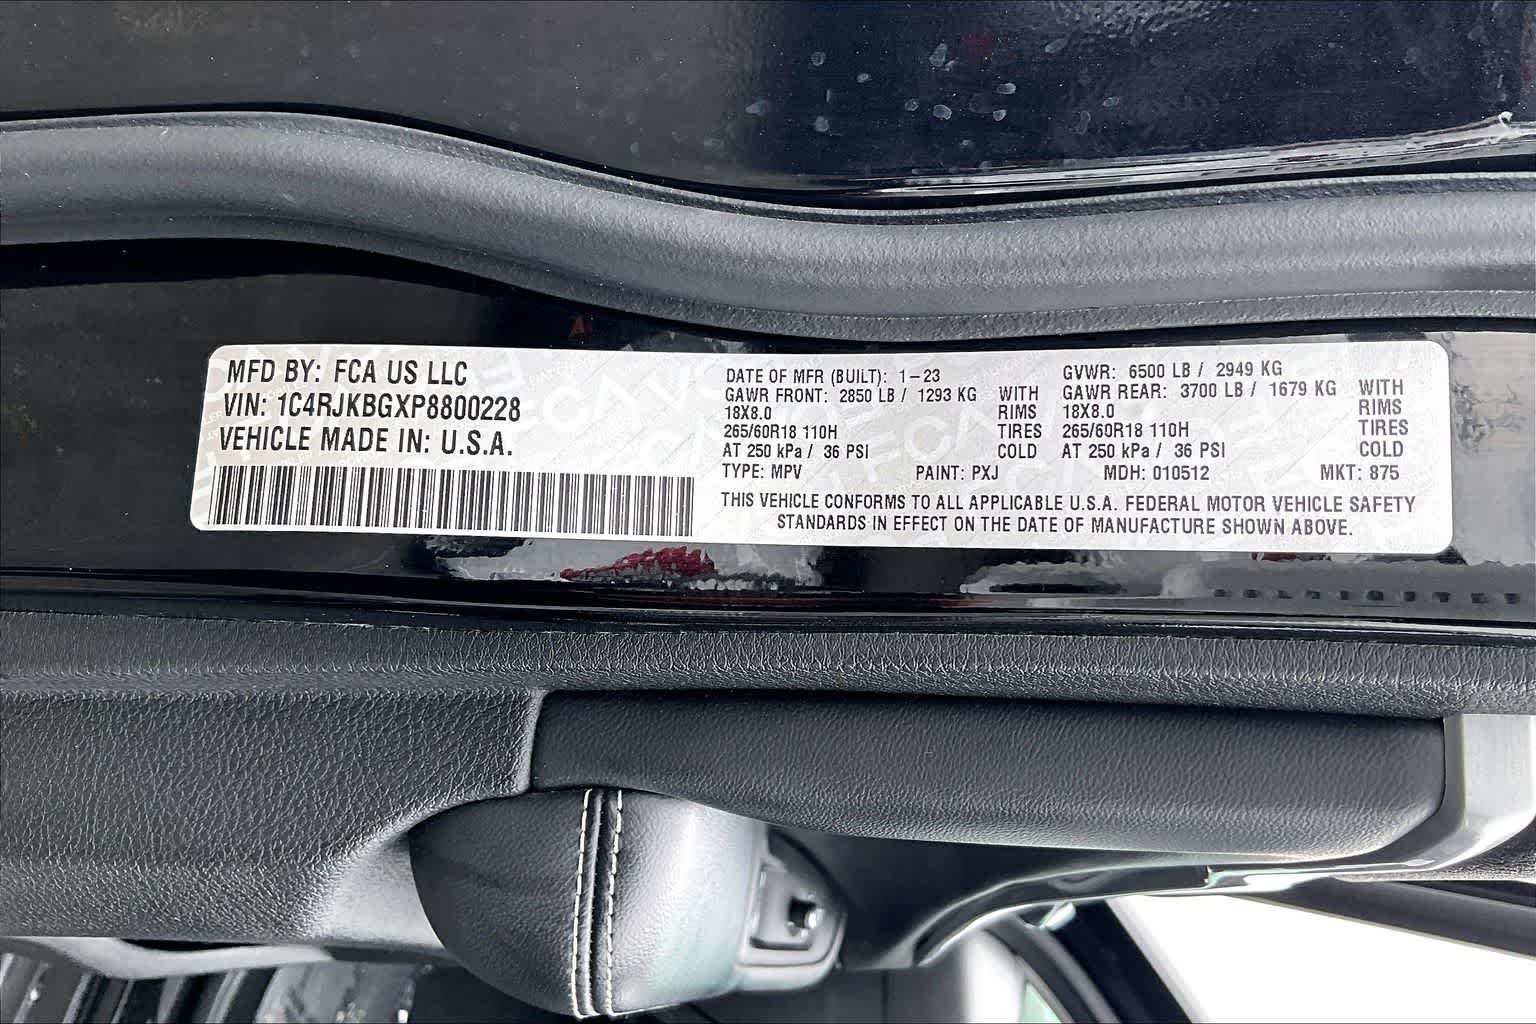 MFD BY: FCA US LLC
VIN: 1C4RJKBGXP8800228
VEHICLE MADE IN: U.S.A.
DATE OF MFR (BUILT): 1-23
GAWR FRONT: 2850 LB / 1293 KG WITH
18X8.0 RIMS
265/60R18 110H TIRES
AT 250 kPa / 36 PSI COLD
GVWR: 6500 LB / 2949 KG
GAWR REAR: 3700 LB / 1679 KG WITH
18X8.0 RIMS
265/60R18 110H TIRES
AT 250 kPa / 36 PSI COLD
TYPE: MPV PAINT: PXJ MDH: 010512 MKT: 875
THIS VEHICLE CONFORMS TO ALL APPLICABLE U.S.A. FEDERAL MOTOR VEHICLE SAFETY
STANDARDS IN EFFECT ON THE DATE OF MANUFACTURE SHOWN ABOVE.